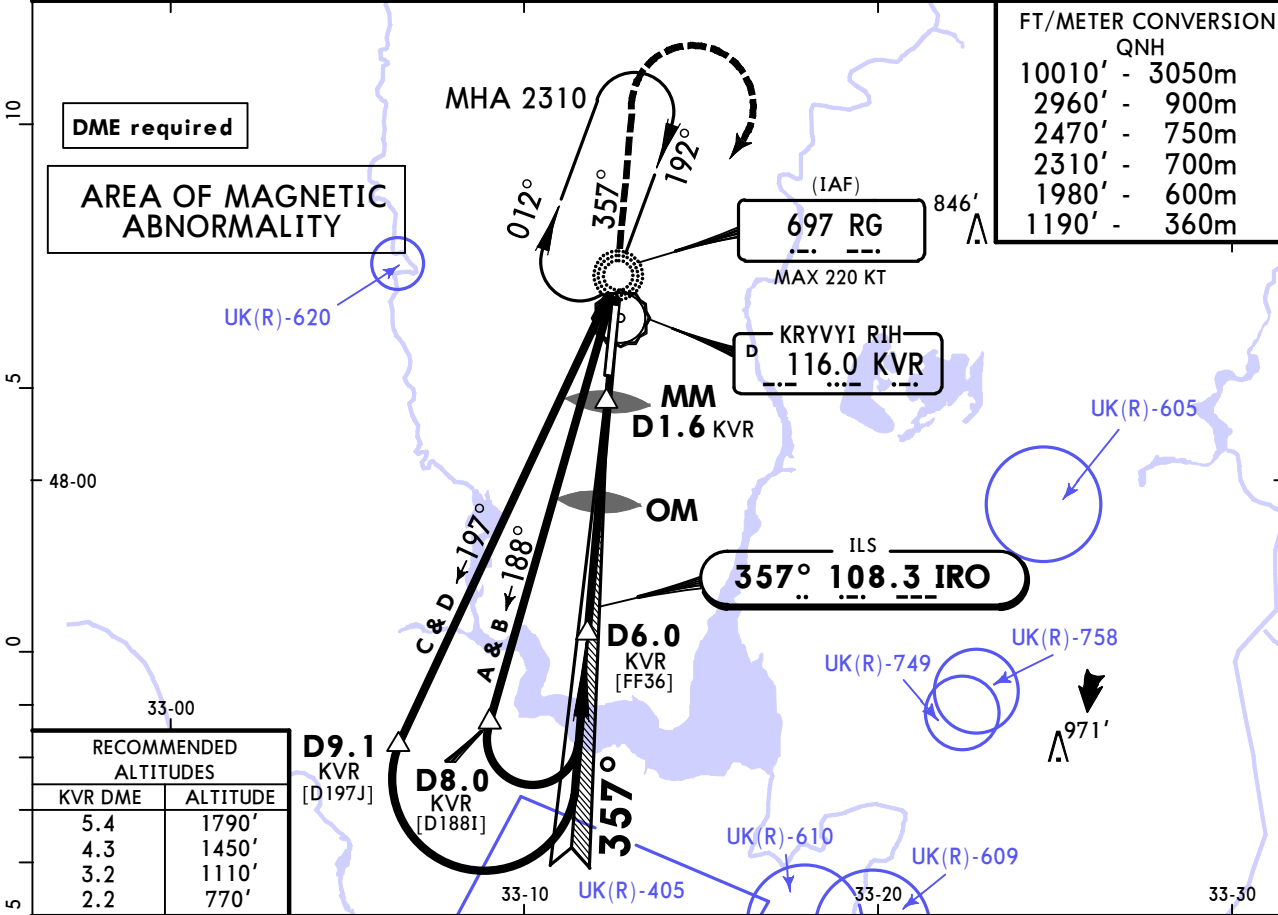 FT/METER CONVERSION
QNH
10010' - 3050m
2960' - 900m
2470' - 750m
2310' - 700m
1980' - 600m
1190' - 360m
MHA 2310
DME required
AREA OF MAGNETIC
ABNORMALITY
10
012°
357°
192°
(IAF)
697 RG
MAX 220 KT
846'
UK(R)-620
KRYVYI RIH
D 116.0 KVR
5
MM
D1.6 KVR
UK(R)-605
48-00
OM
ILS
357° 108.3 IRO
C & D 197°
A & B 188°
D6.0
KVR
[FF36]
0
UK(R)-758
UK(R)-749
971'
33-00
D9.1
KVR
[D197J]
D8.0
KVR
[D188I]
357°
RECOMMENDED
ALTITUDES
KVR DME ALTITUDE
5.4 1790'
4.3 1450'
3.2 1110'
2.2 770'
UK(R)-610
UK(R)-609
UK(R)-405
5
33-10
33-20
33-30